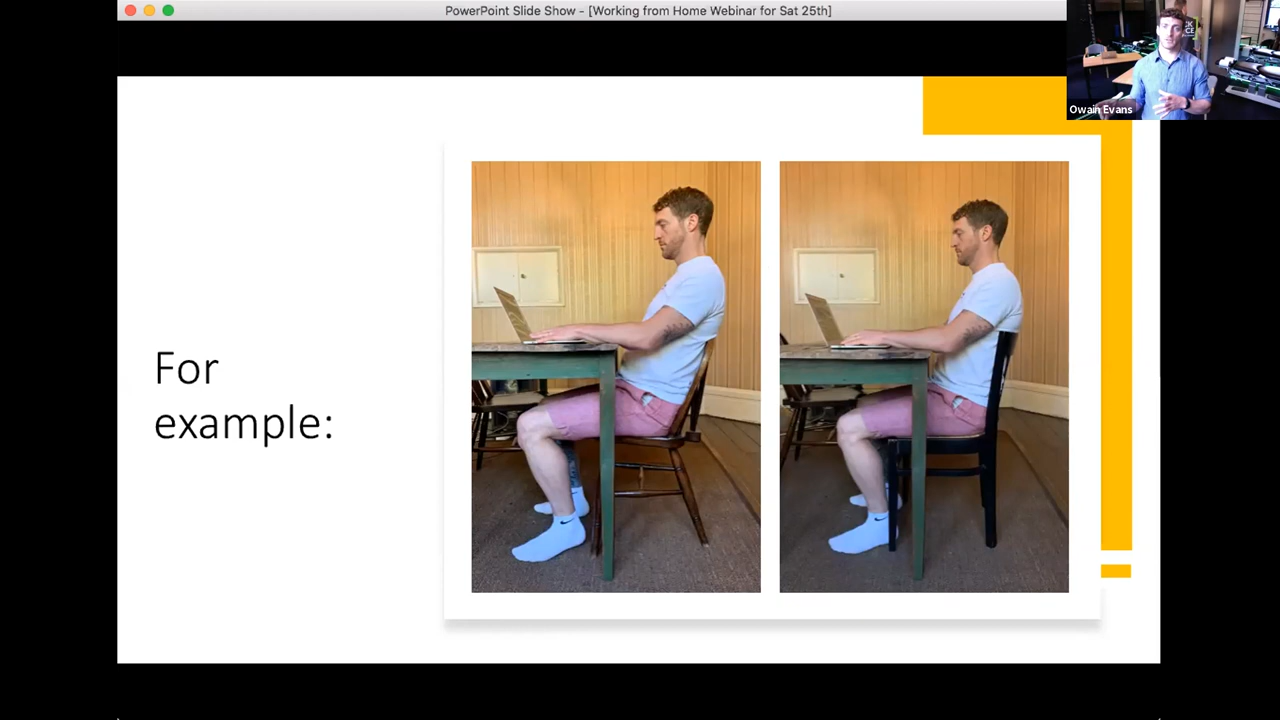 PowerPoint Slide Show - [Working from Home Webinar for Sat 25th]
Owain Evans
For
example: